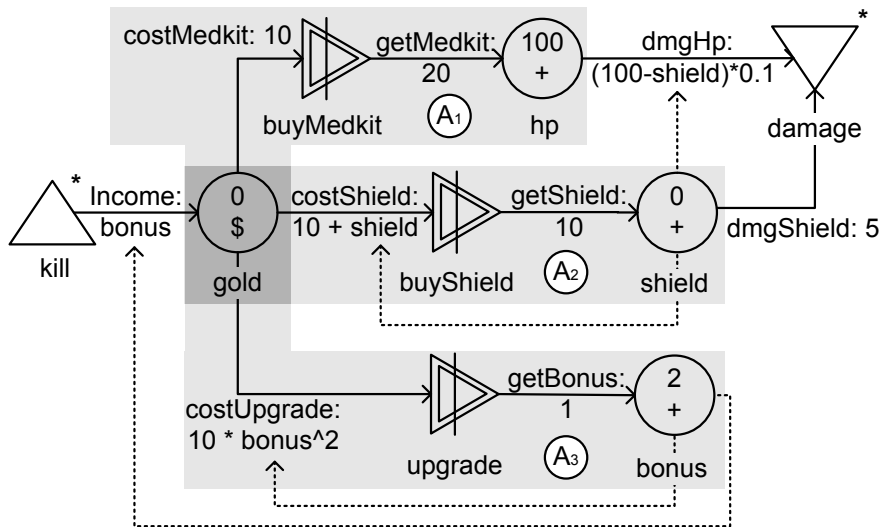 costMedkit: 10
getMedkit:
20
100
+
dmgHp:
(100-shield)*0.1
*
buyMedkit
A1
hp
damage
*
Income:
bonus
kill
0
$
gold
costShield:
10 + shield
getShield:
10
0
+
dmgShield: 5
buyShield
A2
shield
costUpgrade:
10 * bonus^2
getBonus:
1
2
+
upgrade
A3
bonus